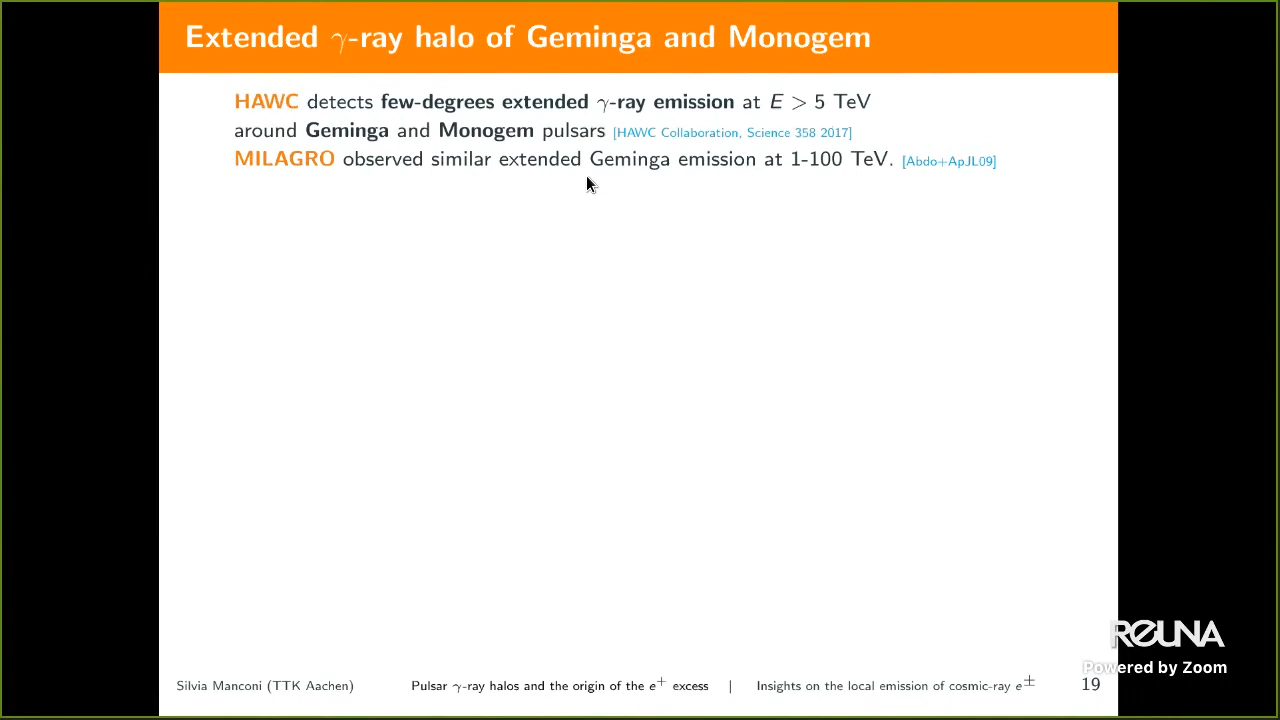 Extended γ-ray halo of Geminga and Monogem
HAWC detects few-degrees extended γ-ray emission at E > 5 TeV
around Geminga and Monogem pulsars [HAWC Collaboration, Science 358 2017]
MILAGRO observed similar extended Geminga emission at 1-100 TeV. [Abdo+ApJL09]
REUNA
Powered by Zoom
Silvia Manconi (TTK Aachen) Pulsar γ-ray halos and the origin of the e⁺ excess | Insights on the local emission of cosmic-ray e± 19